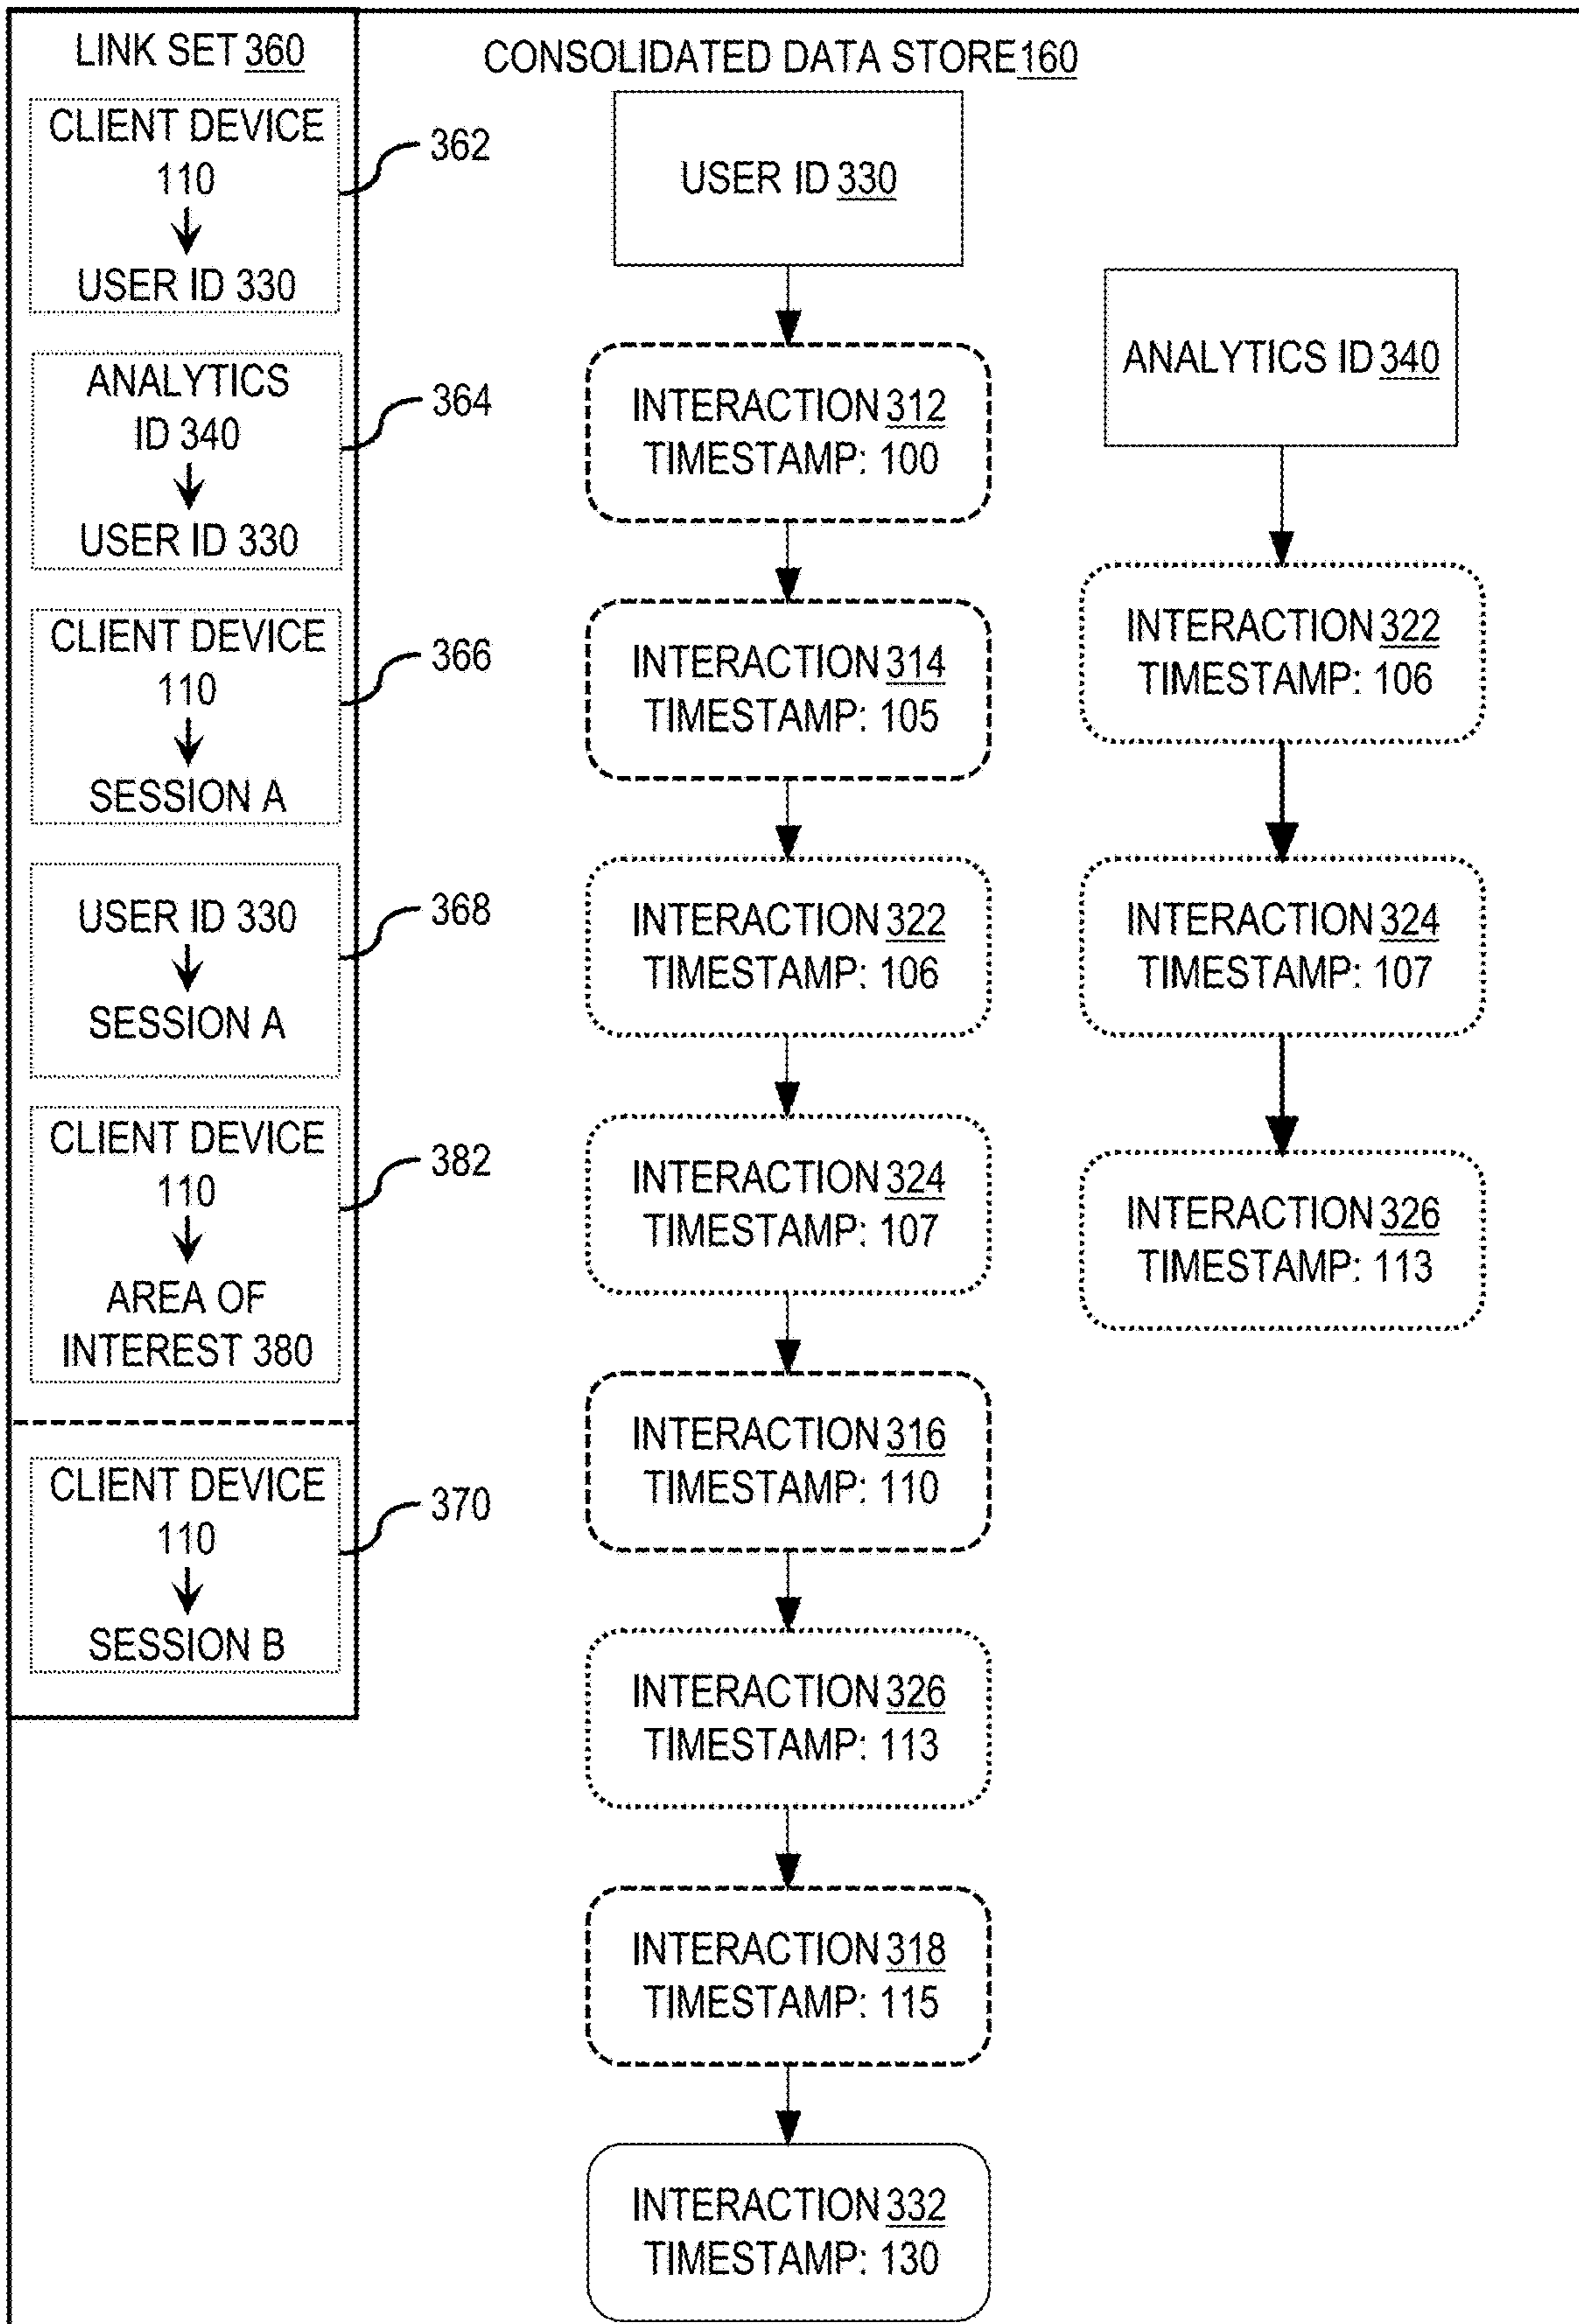 LINK SET 360
CLIENT DEVICE
110
USER ID 330
362
ANALYTICS
ID 340
USER ID 330
364
CLIENT DEVICE
110
SESSION A
366
USER ID 330
SESSION A
368
CLIENT DEVICE
110
AREA OF
INTEREST 380
382
CLIENT DEVICE
110
SESSION B
370
CONSOLIDATED DATA STORE 160
USER ID 330
INTERACTION 312
TIMESTAMP: 100
INTERACTION 314
TIMESTAMP: 105
INTERACTION 322
TIMESTAMP: 106
INTERACTION 324
TIMESTAMP: 107
INTERACTION 316
TIMESTAMP: 110
INTERACTION 326
TIMESTAMP: 113
INTERACTION 318
TIMESTAMP: 115
INTERACTION 332
TIMESTAMP: 130
ANALYTICS ID 340
INTERACTION 322
TIMESTAMP: 106
INTERACTION 324
TIMESTAMP: 107
INTERACTION 326
TIMESTAMP: 113